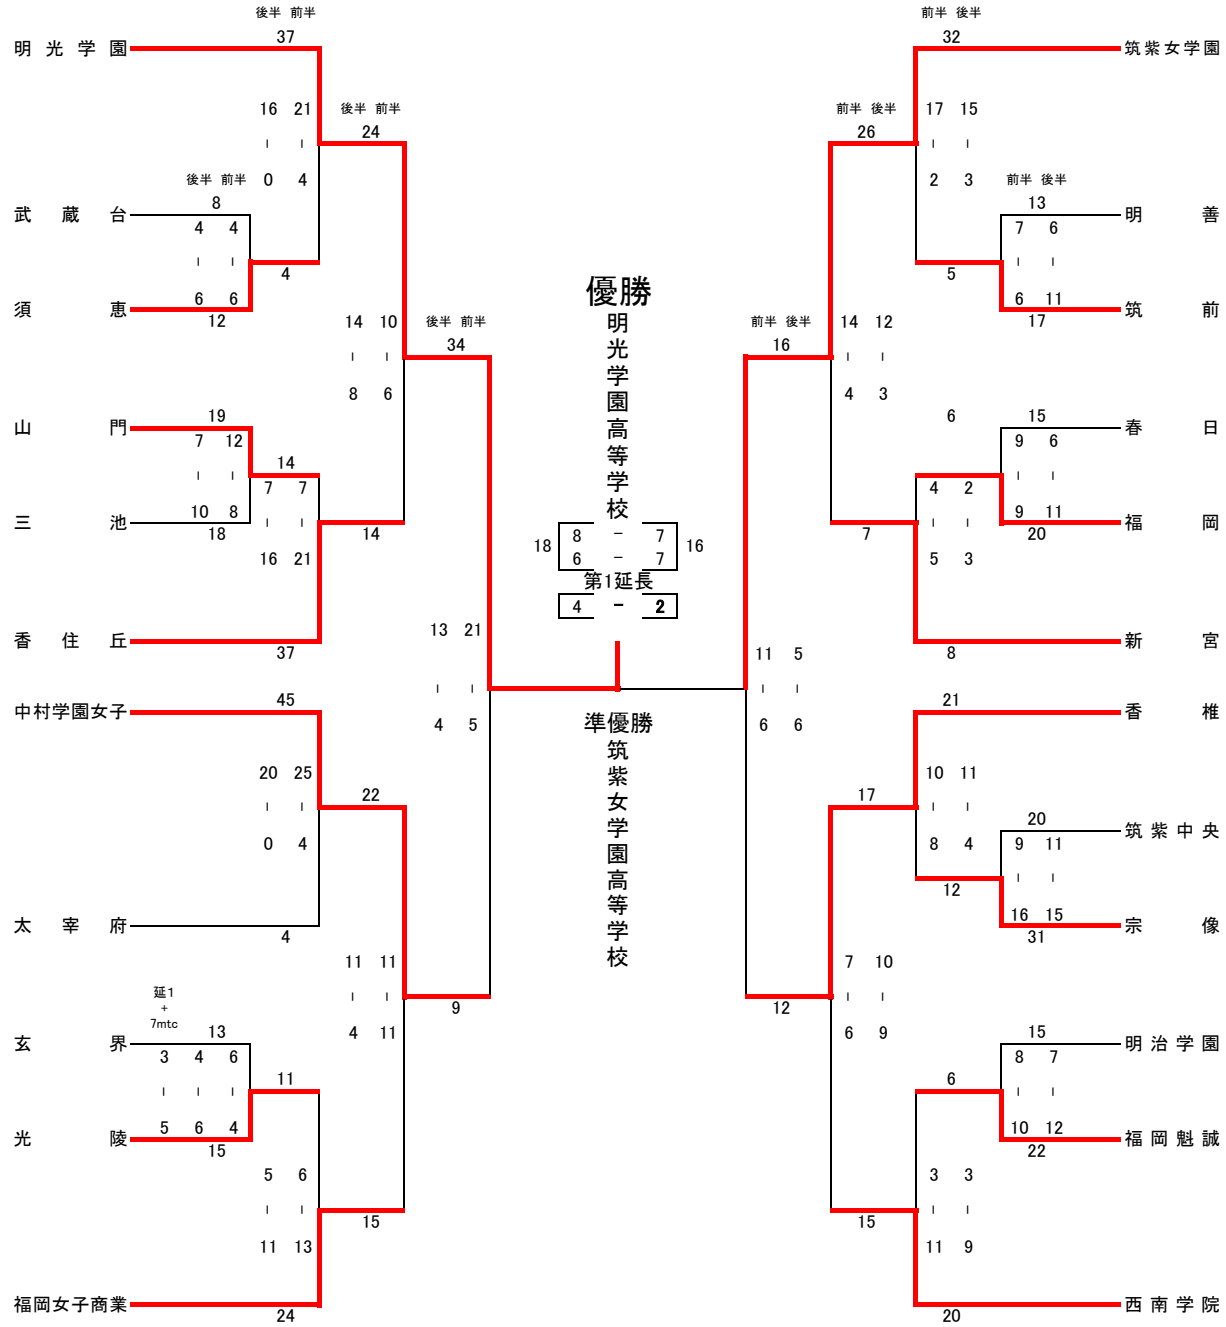 後半 前半
前半 後半
37
32
明光学園
筑紫女学園
16 21
後半 前半
前半 後半
17 15
24
26
- -
- -
0 4
2 3
後半 前半
前半 後半
8
13
武蔵台
明善
4 4
7 6
- -
- -
4
5
須恵
筑前
6 6
6 11
12
17
優勝
明光学園高等学校
14 10
後半 前半
前半 後半
14 12
34
16
- -
- -
8 6
4 3
19
6
15
山門
春日
7 12
9 6
14
- -
- -
7 7
4 2
10 8
9 11
三池
福岡
18
20
- -
- -
14
7
16 21
5 3
18
8 - 7
6 - 7
16
第1延長
4 - 2
香住丘
新宮
37
8
13 21
11 5
- -
- -
4 5
6 6
45
21
中村学園女子
香椎
準優勝
筑紫女学園高等学校
20 25
10 11
22
17
- -
- -
0 4
8 4
20
筑紫中央
9 11
- -
12
16 15
太宰府
宗像
4
31
11 11
7 10
- -
- -
9
12
4 11
6 9
延1
+
7mtc
13
15
玄界
明治学園
3 4 6
8 7
11
6
- - -
- -
5 6 4
10 12
光陵
福岡魁誠
15
22
5 6
3 3
- -
- -
15
15
11 13
11 9
福岡女子商業
西南学院
24
20